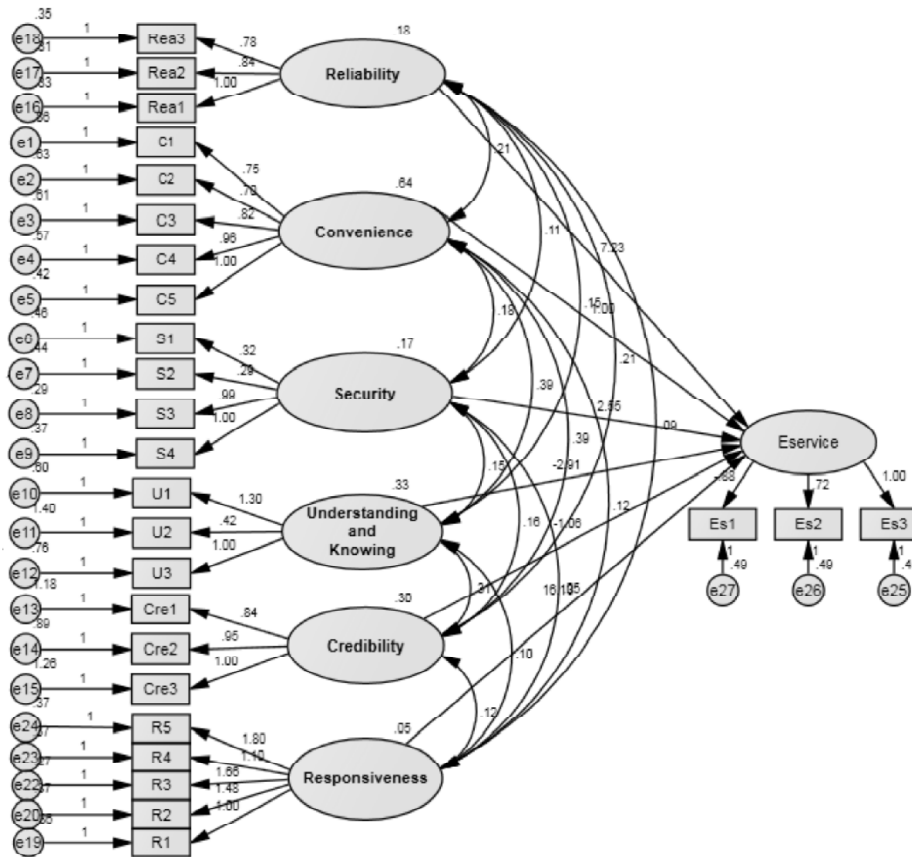 .35
e18 1 Rea3 .78 .18
e17 1 Rea2 .84 Reliability
e16 1 Rea1 1.00
e1 1 C1 .75 .21
.63
e2 1 C2 .64
.61
e3 1 C3 .82 Convenience .11 7.23
.57
e4 1 C4 .96
.42
e5 1 C5 1.00 .15 1.00
.46
1 S1 .18 .21
.44
e7 1 S2 .32 .17
.29
e8 1 S3 .99 Security .39 2.55 .09
.37
e9 1 S4 1.00 .39 Eservice
.60
e10 1 U1 1.30 .33 .15 -2.91 .72 1.00
1.40
e11 1 U2 .42 Understanding and Knowing .16 -1.06 .12 Es1 Es2 Es3
.76
e12 1 U3 1.00 1 .49 1 .49 1
1.18
e13 1 Cre1 .84 .30 e27 e26 e25
.89
e14 1 Cre2 .95 Credibility .10
1.26
e15 1 Cre3 1.00
.37
e24 1 R5 1.80 .05 .12
e23 R4 1.10
e22 1 R3 1.66 Responsiveness
e20 1 R2 1.48
e19 1 R1 1.00